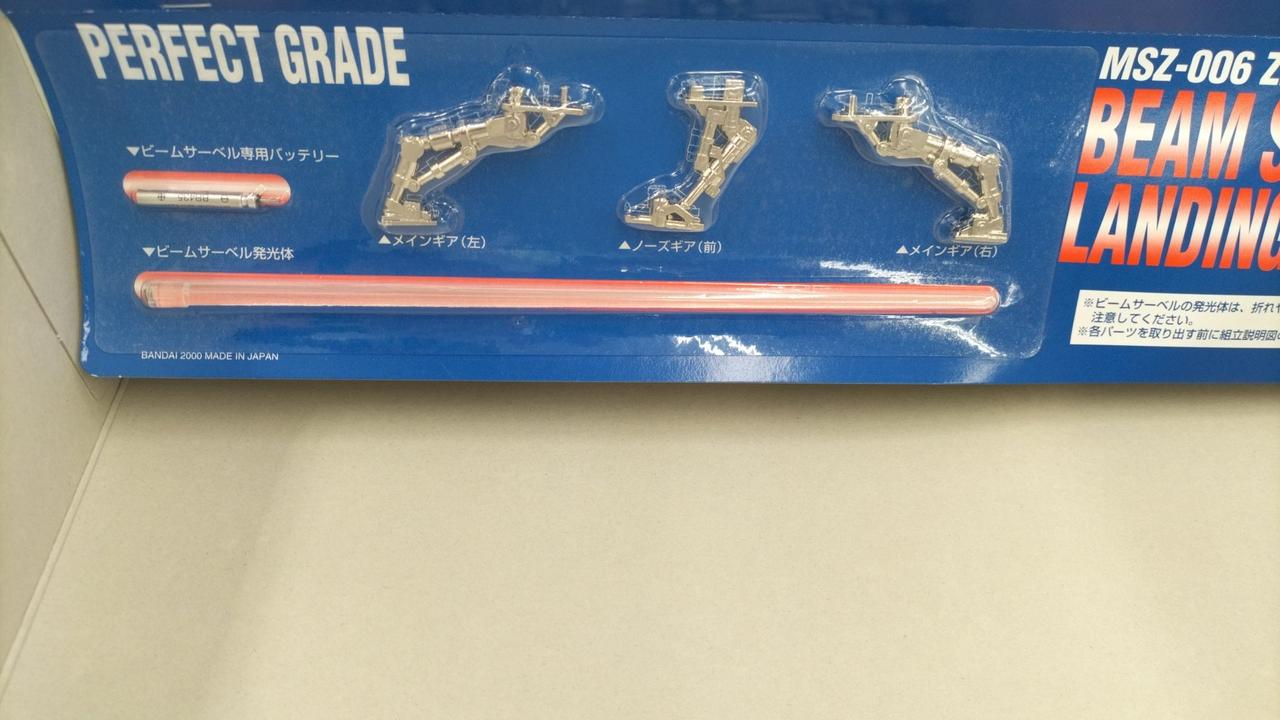 PERFECT GRADE
▼ビームサーベル専用バッテリー
▲メインギア(左)
▲ノーズギア(前)
▲メインギア(右)
▼ビームサーベル発光体
BANDAI 2000 MADE IN JAPAN
MSZ-006 Z
BEAM S
LANDING
※ビームサーベルの発光体は、折れや
注意してください。
※各パーツを取り出す前に組立説明図の